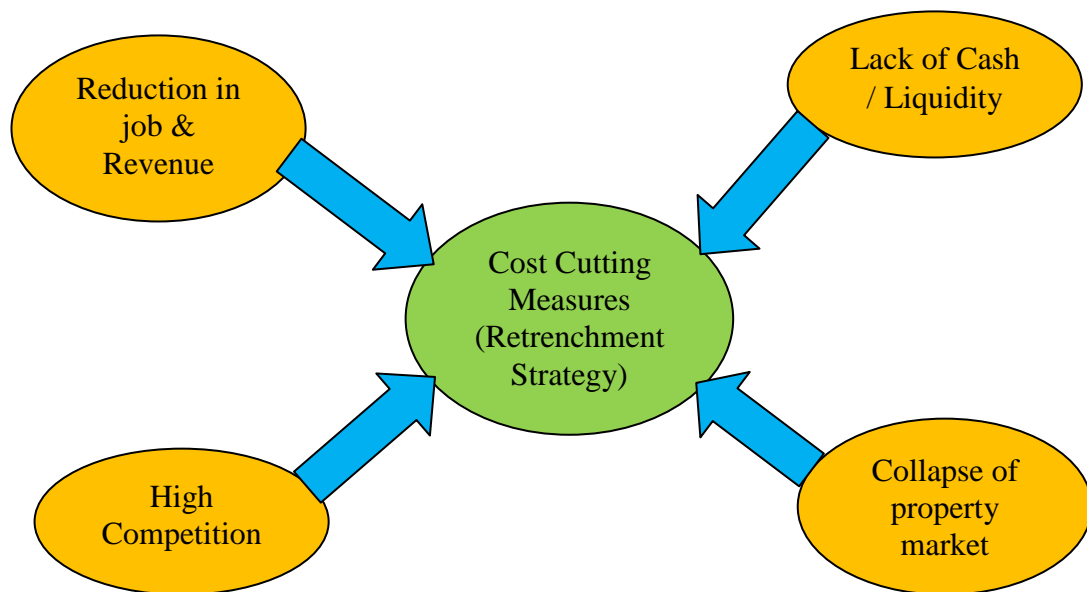 Reduction in
job &
Revenue
Lack of Cash
/ Liquidity
Cost Cutting
Measures
(Retrenchment
Strategy)
High
Competition
Collapse of
property
market